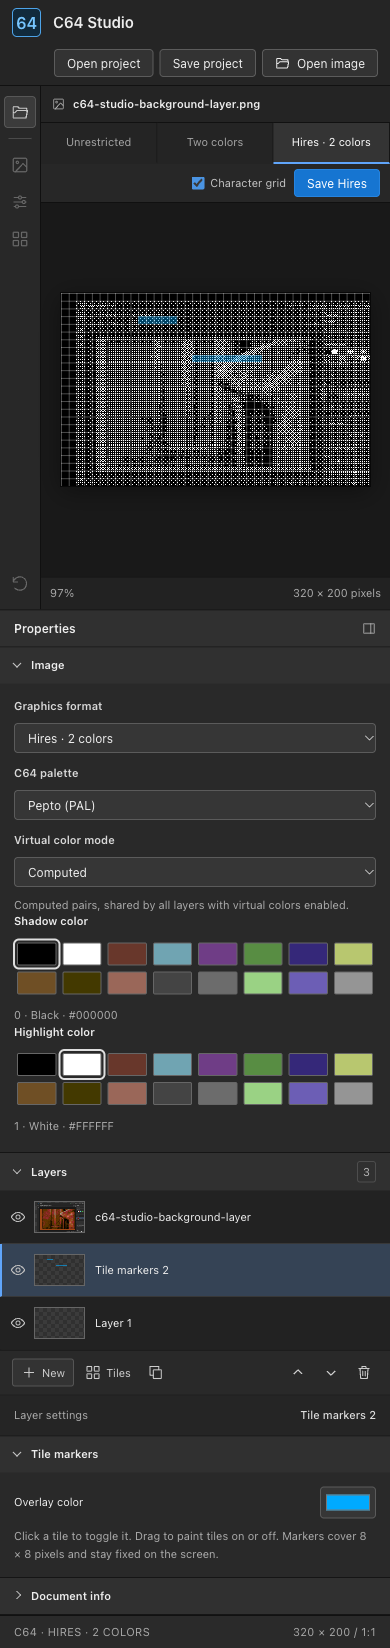 64 C64 Studio
Open project Save project Open image
c64-studio-background-layer.png
Unrestricted Two colors Hires · 2 colors
Character grid Save Hires
97% 320 × 200 pixels
Properties
Image
Graphics format
Hires · 2 colors
C64 palette
Pepto (PAL)
Virtual color mode
Computed
Computed pairs, shared by all layers with virtual colors enabled.
Shadow color
0 · Black · #000000
Highlight color
1 · White · #FFFFFF
Layers 3
c64-studio-background-layer
Tile markers 2
Layer 1
New Tiles
Layer settings Tile markers 2
Tile markers
Overlay color
Click a tile to toggle it. Drag to paint tiles on or off. Markers cover 8
× 8 pixels and stay fixed on the screen.
Document info
C64 · HIRES · 2 COLORS 320 × 200 / 1:1